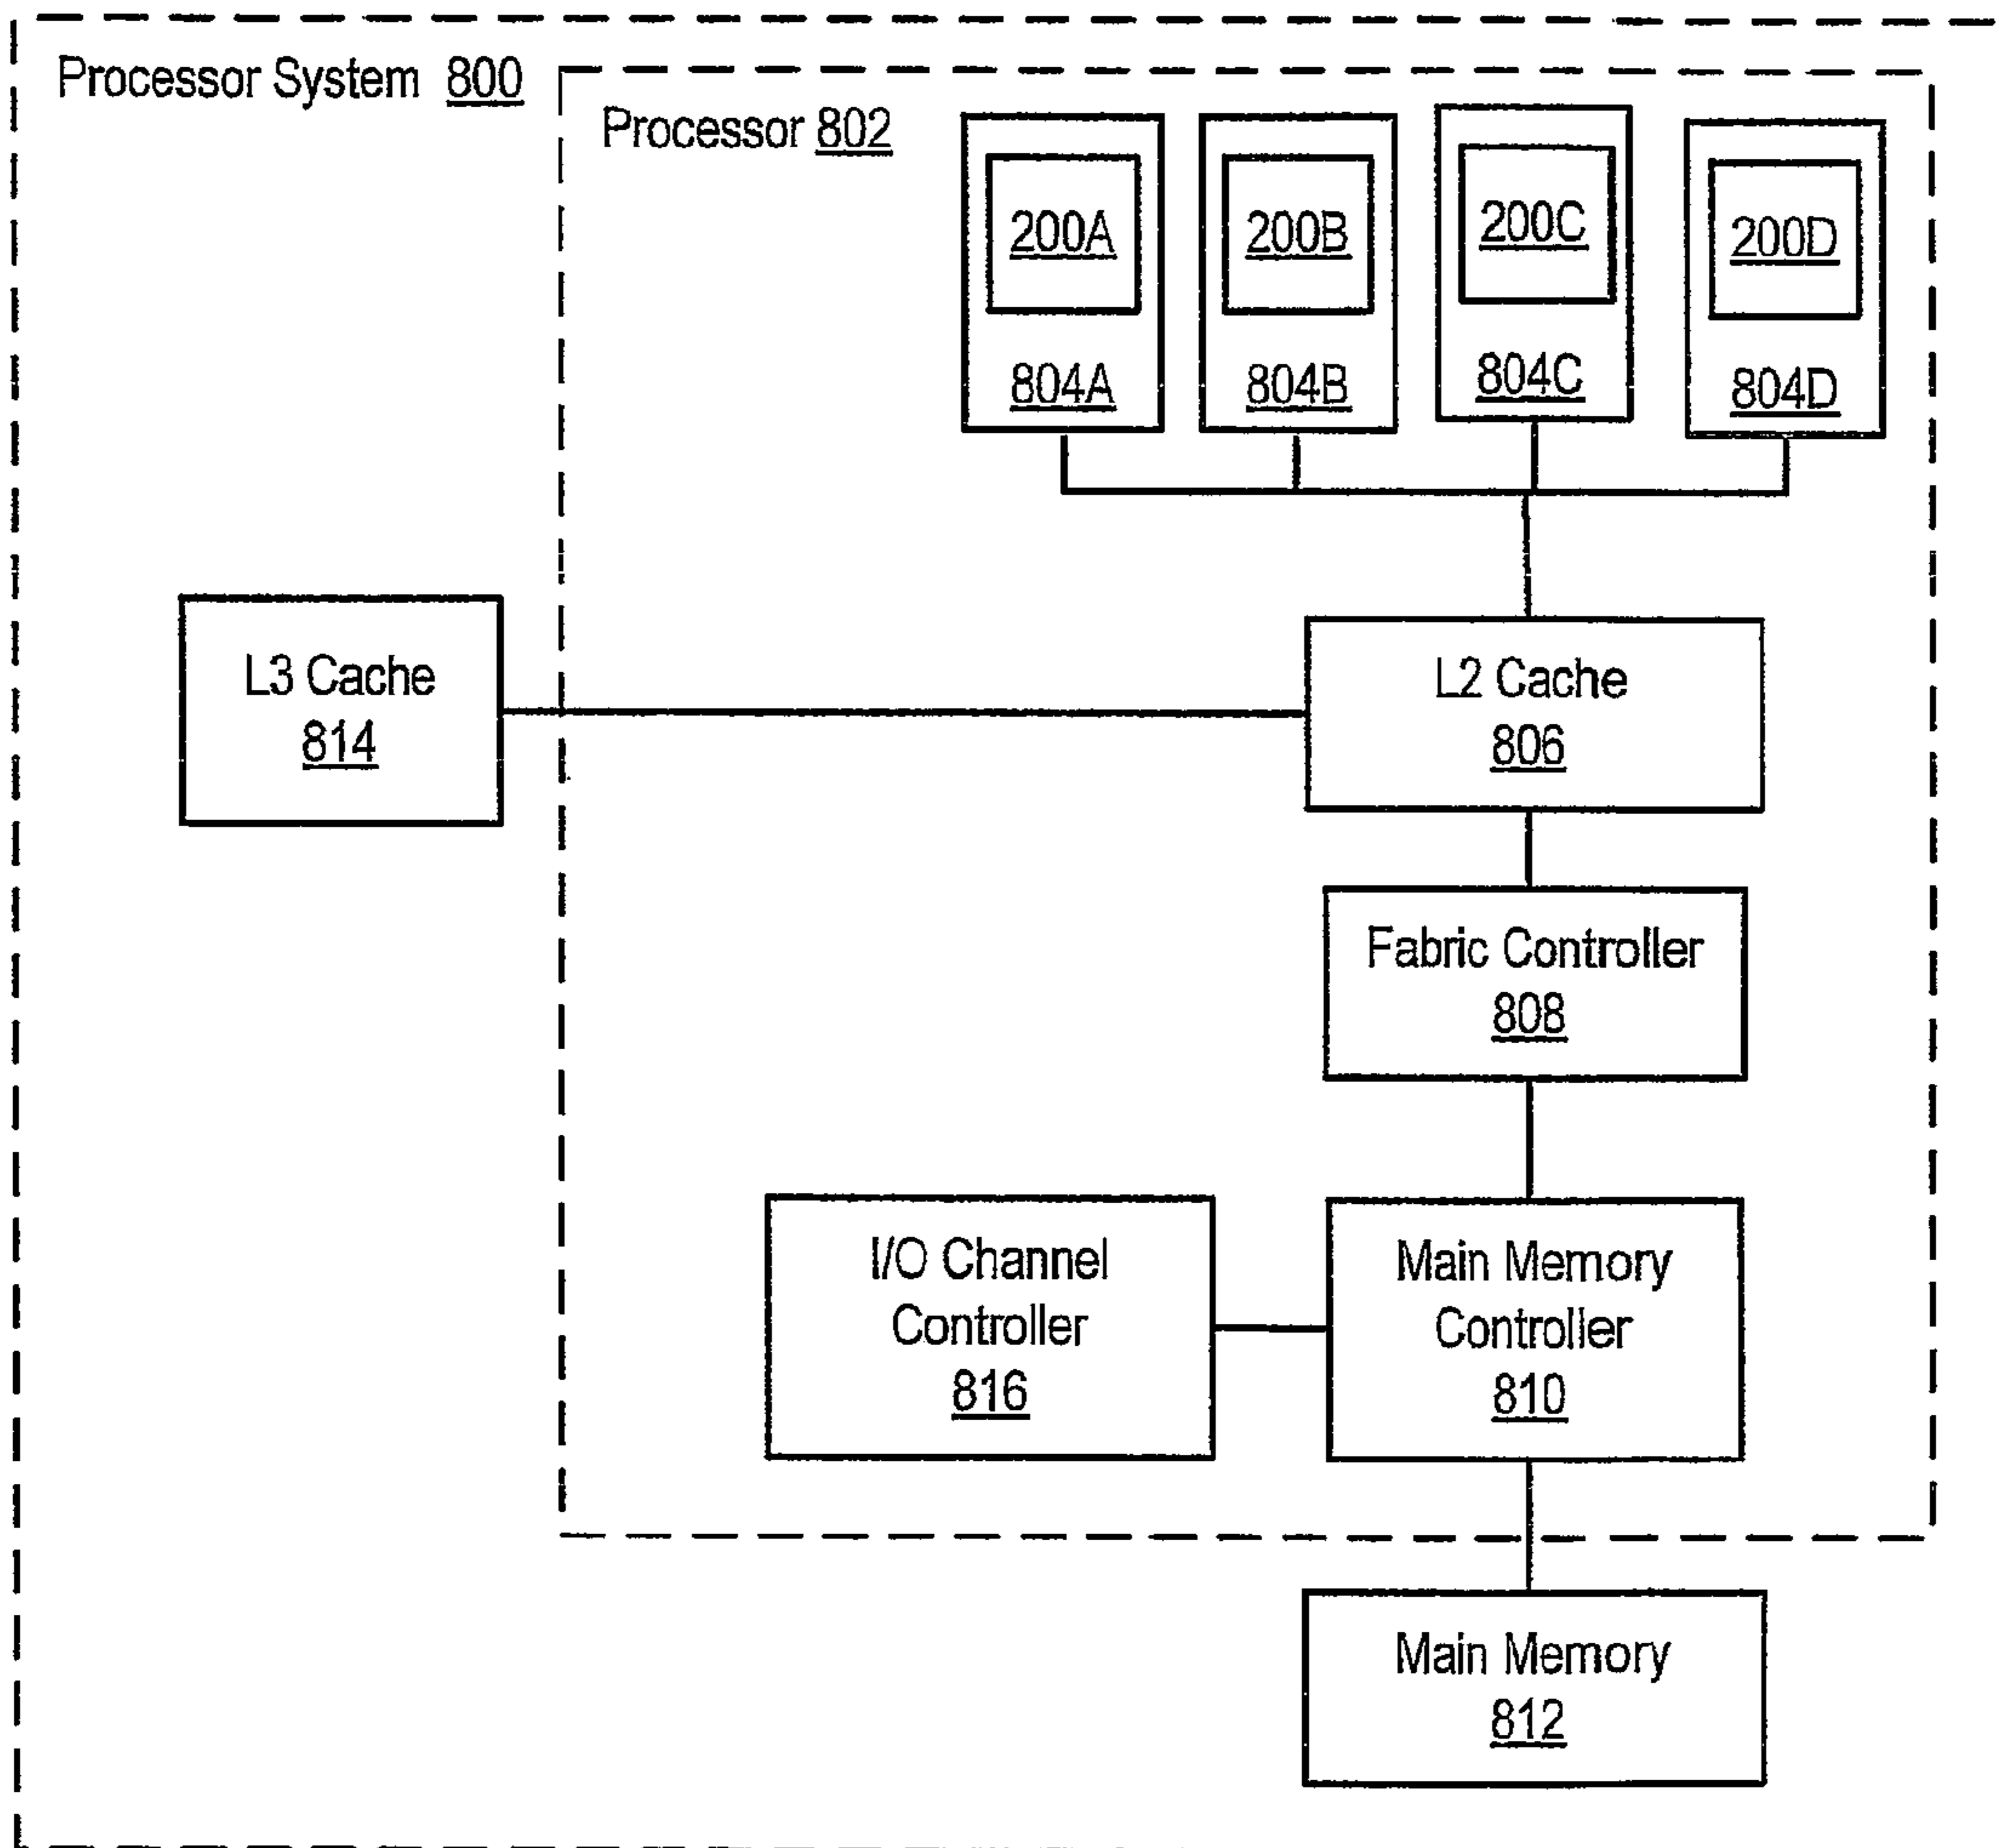 Processor System 800
Processor 802
200A
200B
200C
200D
804A
804B
804C
804D
L3 Cache
814
L2 Cache
806
Fabric Controller
808
I/O Channel
Controller
816
Main Memory
Controller
810
Main Memory
812